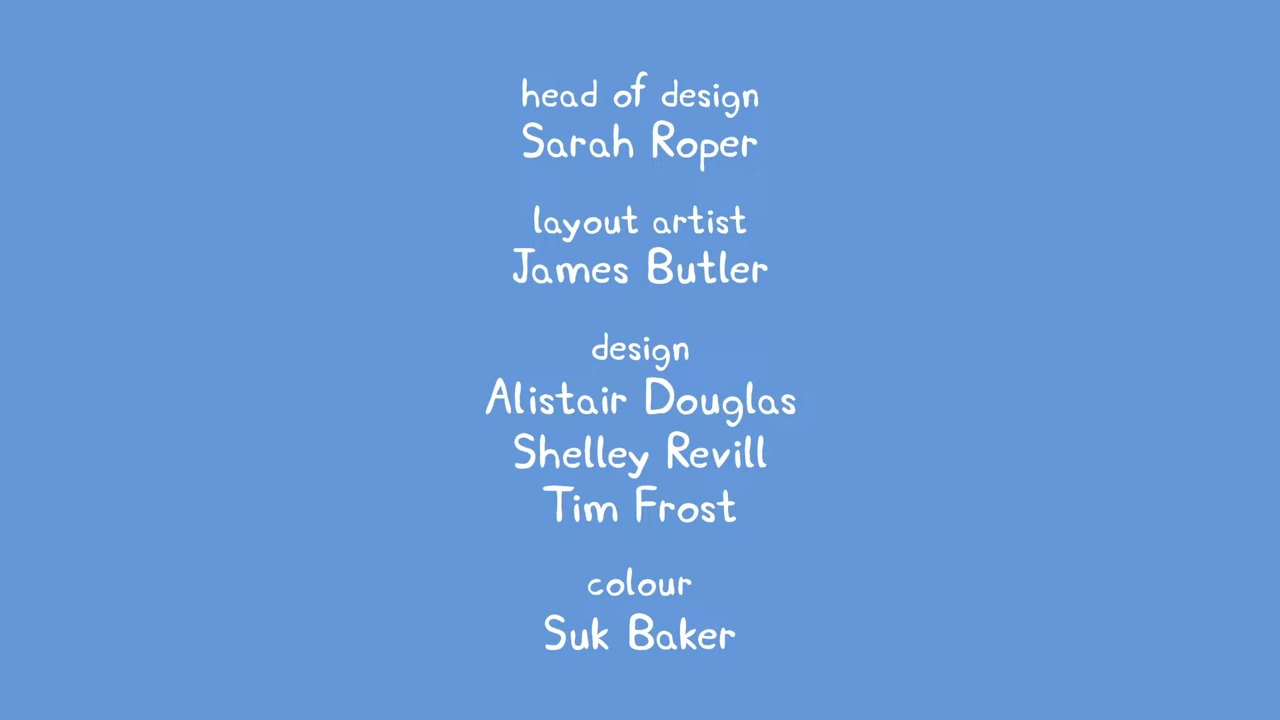 head of design
Sarah Roper
layout artist
James Butler
design
Alistair Douglas
Shelley Revill
Tim Frost
colour
Suk Baker